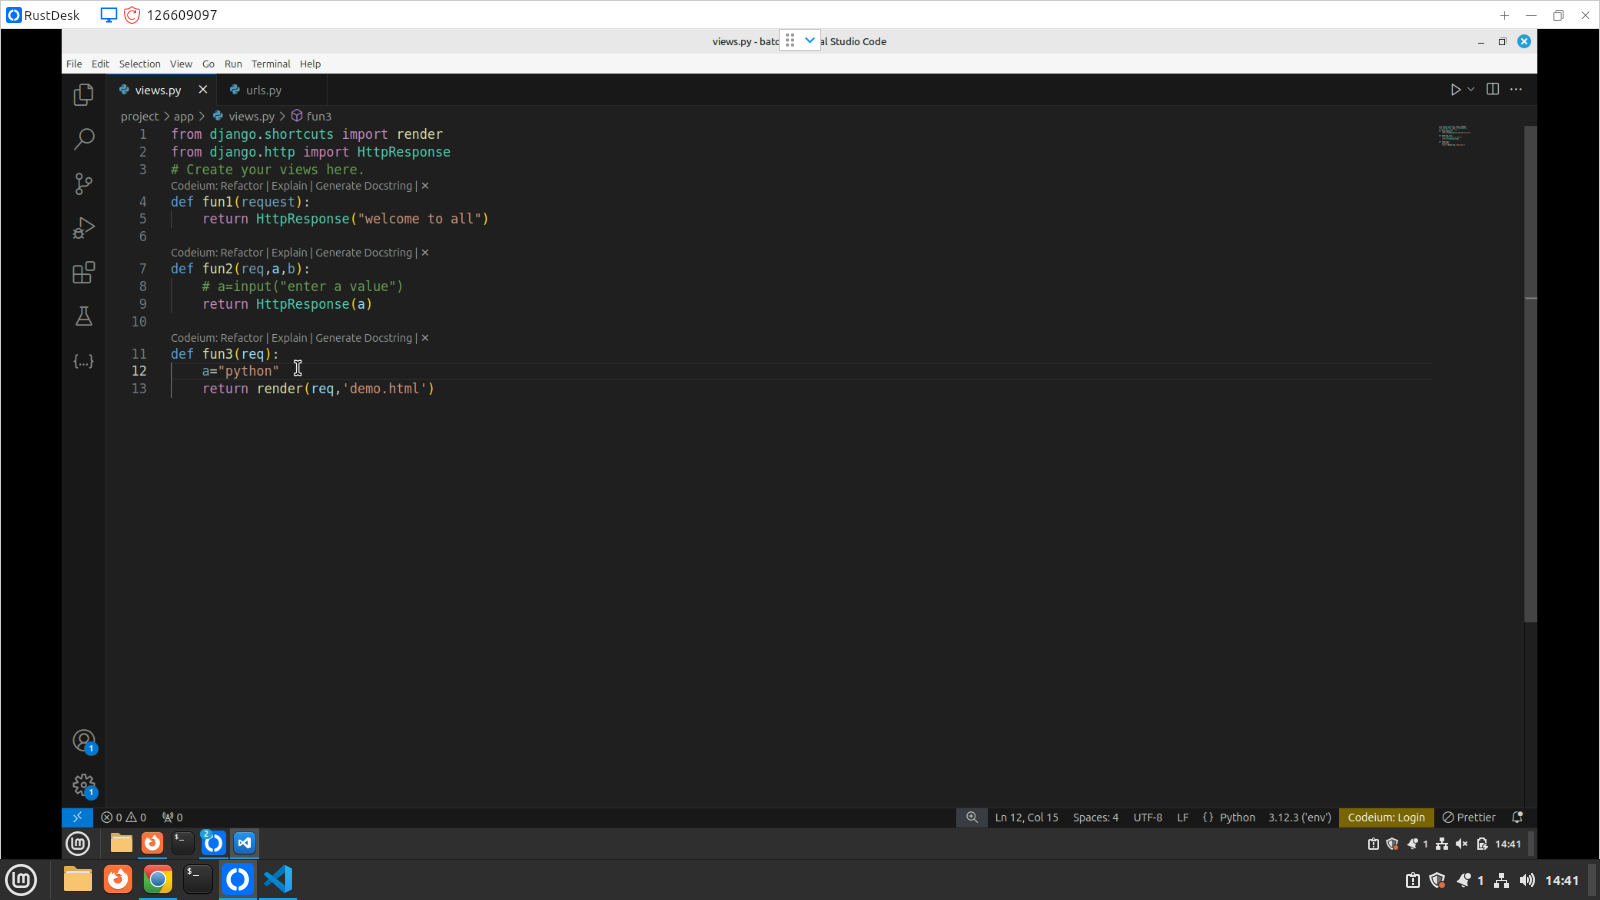 RustDesk 126609097
views.py - batc al Studio Code
File Edit Selection View Go Run Terminal Help
views.py urls.py
project > app > views.py > fun3
1 from django.shortcuts import render
2 from django.http import HttpResponse
3 # Create your views here.
Codeium: Refactor | Explain | Generate Docstring | ✕
4 def fun1(request):
5 return HttpResponse("welcome to all")
6
Codeium: Refactor | Explain | Generate Docstring | ✕
7 def fun2(req,a,b):
8 # a=input("enter a value")
9 return HttpResponse(a)
10
Codeium: Refactor | Explain | Generate Docstring | ✕
11 def fun3(req):
12 a="python"
13 return render(req,'demo.html')
1
1
0 0 0 Ln 12, Col 15 Spaces: 4 UTF-8 LF {} Python 3.12.3 ('env') Codeium: Login Prettier
2 1 14:41
1 14:41